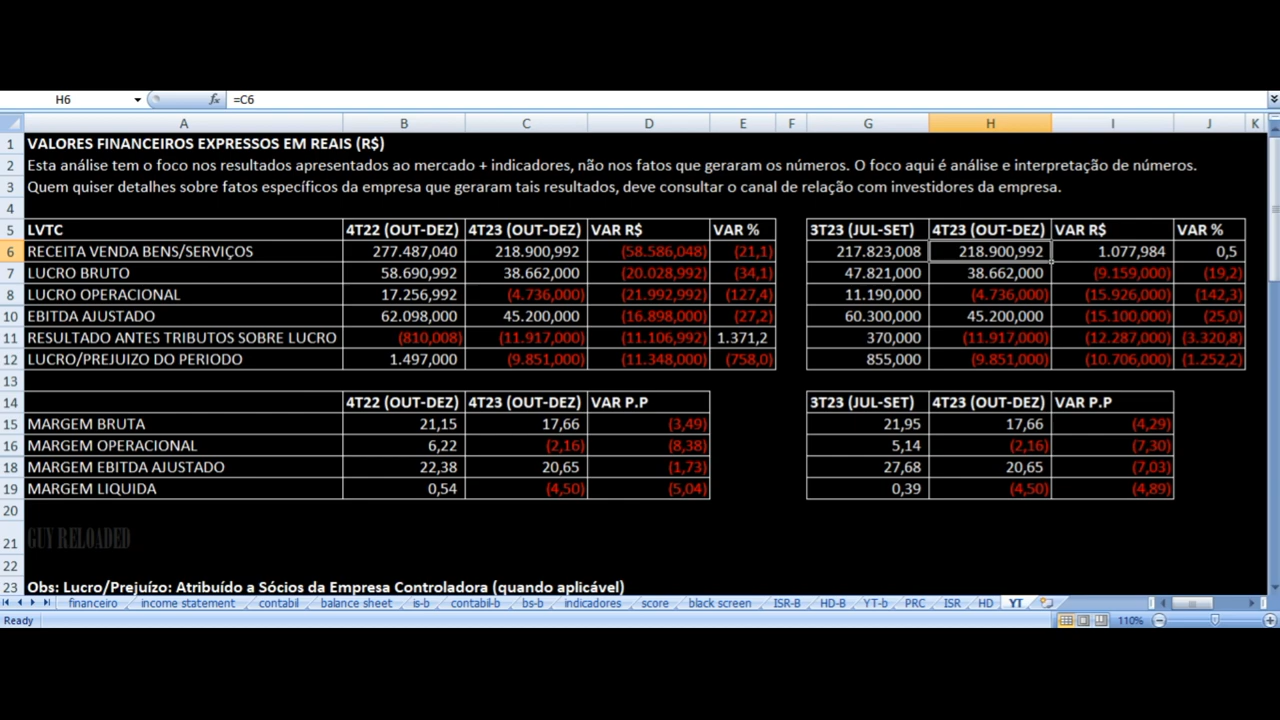 H6 fx =C6
A B C D E F G H I J K
1 VALORES FINANCEIROS EXPRESSOS EM REAIS (R$)
2 Esta análise tem o foco nos resultados apresentados ao mercado + indicadores, não nos fatos que geraram os números. O foco aqui é análise e interpretação de números.
3 Quem quiser detalhes sobre fatos específicos da empresa que geraram tais resultados, deve consultar o canal de relação com investidores da empresa.
4
5 LVTC 4T22 (OUT-DEZ) 4T23 (OUT-DEZ) VAR R$ VAR % 3T23 (JUL-SET) 4T23 (OUT-DEZ) VAR R$ VAR %
6 RECEITA VENDA BENS/SERVIÇOS 277.487,040 218.900,992 (58.586,048) (21,1) 217.823,008 218.900,992 1.077,984 0,5
7 LUCRO BRUTO 58.690,992 38.662,000 (20.028,992) (34,1) 47.821,000 38.662,000 (9.159,000) (19,2)
8 LUCRO OPERACIONAL 17.256,992 (4.736,000) (21.992,992) (127,4) 11.190,000 (4.736,000) (15.926,000) (142,3)
10 EBITDA AJUSTADO 62.098,000 45.200,000 (16.898,000) (27,2) 60.300,000 45.200,000 (15.100,000) (25,0)
11 RESULTADO ANTES TRIBUTOS SOBRE LUCRO (810,008) (11.917,000) (11.106,992) 1.371,2 370,000 (11.917,000) (12.287,000) (3.320,8)
12 LUCRO/PREJUIZO DO PERIODO 1.497,000 (9.851,000) (11.348,000) (758,0) 855,000 (9.851,000) (10.706,000) (1.252,2)
13
14 4T22 (OUT-DEZ) 4T23 (OUT-DEZ) VAR P.P 3T23 (JUL-SET) 4T23 (OUT-DEZ) VAR P.P
15 MARGEM BRUTA 21,15 17,66 (3,49) 21,95 17,66 (4,29)
16 MARGEM OPERACIONAL 6,22 (2,16) (8,38) 5,14 (2,16) (7,30)
18 MARGEM EBITDA AJUSTADO 22,38 20,65 (1,73) 27,68 20,65 (7,03)
19 MARGEM LIQUIDA 0,54 (4,50) (5,04) 0,39 (4,50) (4,89)
20
21 GUY RELOADED
22
23 Obs: Lucro/Prejuízo: Atribuído a Sócios da Empresa Controladora (quando aplicável)
financeiro income statement contabil balance sheet is-b contabil-b bs-b indicadores score black screen ISR-B HD-B YT-b PRC ISR HD YT
Ready 110%